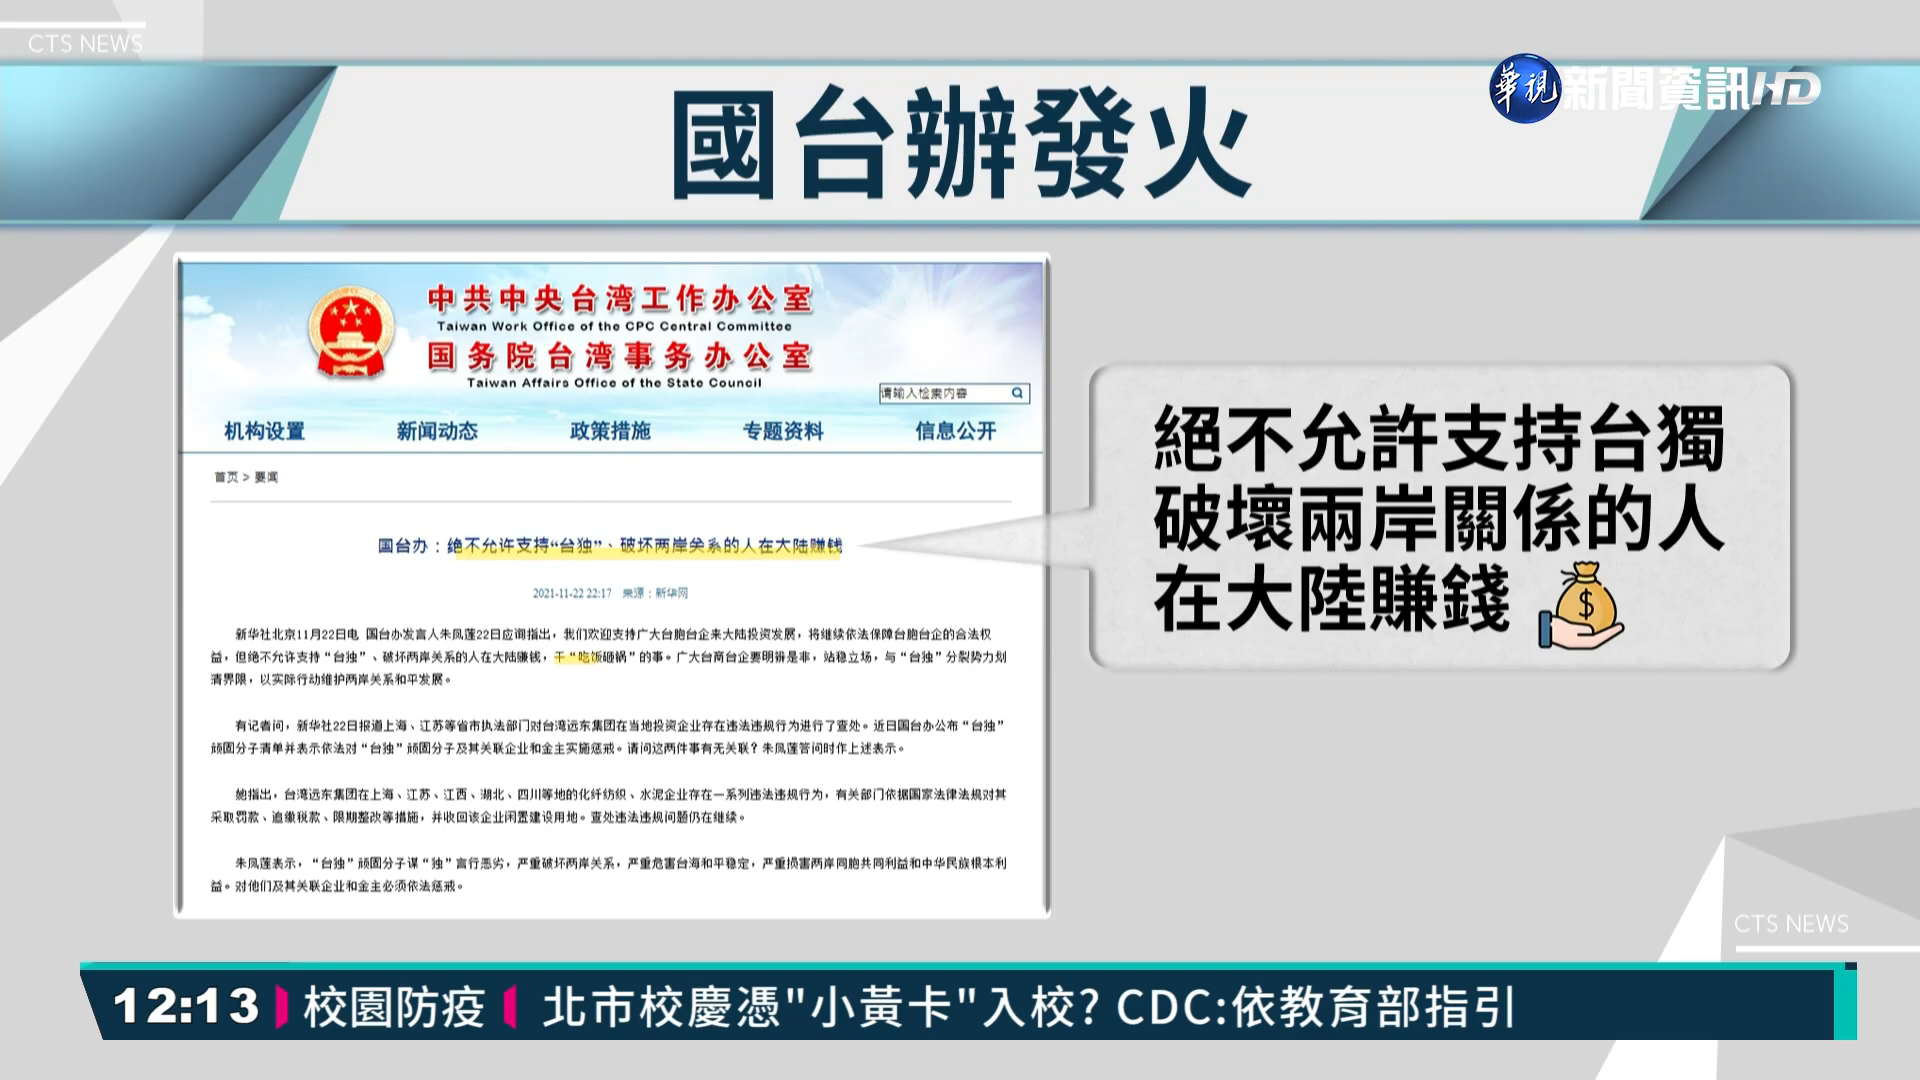 CTS NEWS
國台辦發火
華視新聞資訊HD
中共中央台湾工作办公室
Taiwan Work Office of the CPC Central Committee
国务院台湾事务办公室
Taiwan Affairs Office of the State Council
请输入检索内容
机构设置 新闻动态 政策措施 专题资料 信息公开
首页 > 要闻
国台办：绝不允许支持“台独”、破坏两岸关系的人在大陆赚钱
2021-11-22 22:17 来源：新华网
新华社北京11月22日电 国台办发言人朱凤莲22日应询指出，我们欢迎支持广大台胞台企来大陆投资发展，将继续依法保障台胞台企的合法权
益，但绝不允许支持“台独”、破坏两岸关系的人在大陆赚钱，干“吃饭砸锅”的事。广大台商台企要明辨是非，站稳立场，与“台独”分裂势力划
清界限，以实际行动维护两岸关系和平发展。
有记者问，新华社22日报道上海、江苏等省市执法部门对台湾远东集团在当地投资企业存在违法违规行为进行了查处。近日国台办公布“台独”
顽固分子清单并表示依法对“台独”顽固分子及其关联企业和金主实施惩戒。请问这两件事有无关联？朱凤莲答问时作上述表示。
她指出，台湾远东集团在上海、江苏、江西、湖北、四川等地的化纤纺织、水泥企业存在一系列违法违规行为，有关部门依据国家法律法规对其
采取罚款、追缴税款、限期整改等措施，并收回该企业闲置建设用地。查处违法违规问题仍在继续。
朱凤莲表示，“台独”顽固分子谋“独”言行恶劣，严重破坏两岸关系，严重危害台海和平稳定，严重损害两岸同胞共同利益和中华民族根本利
益。对他们及其关联企业和金主必须依法惩戒。
絕不允許支持台獨
破壞兩岸關係的人
在大陸賺錢
$
CTS NEWS
12:13 校園防疫 北市校慶憑"小黃卡"入校? CDC:依教育部指引